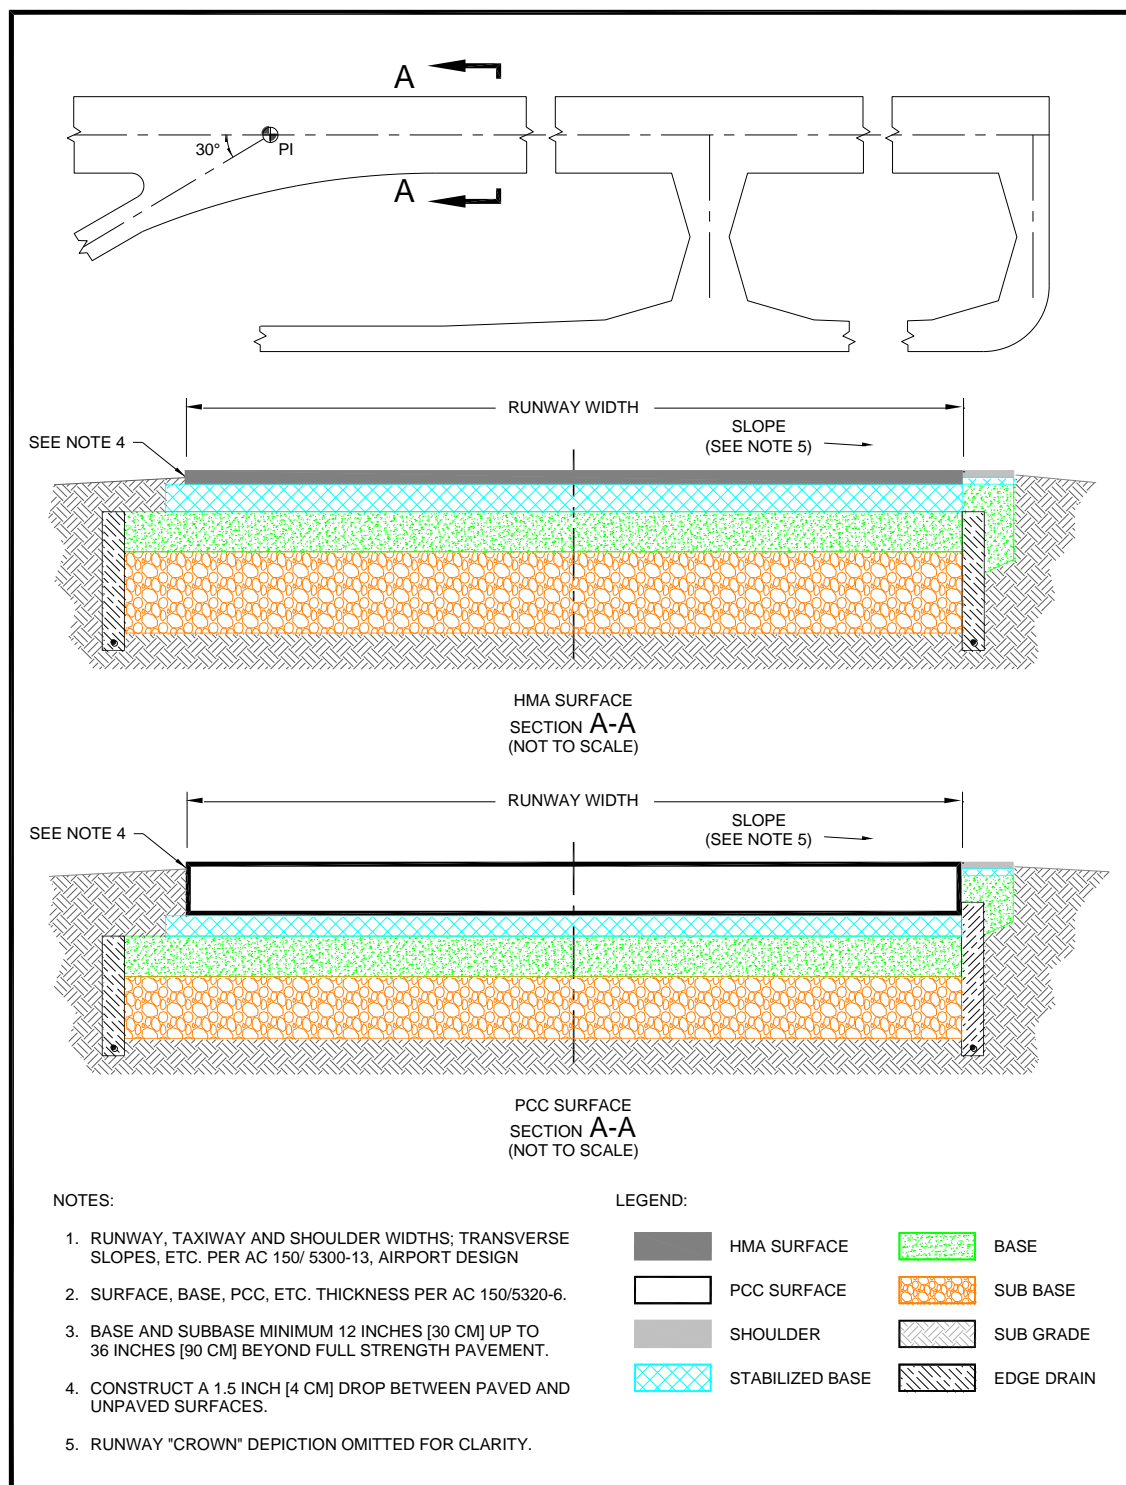 A
30°
PI
A
RUNWAY WIDTH
SLOPE
(SEE NOTE 5)
SEE NOTE 4
HMA SURFACE
SECTION A-A
(NOT TO SCALE)
RUNWAY WIDTH
SLOPE
(SEE NOTE 5)
SEE NOTE 4
PCC SURFACE
SECTION A-A
(NOT TO SCALE)
NOTES:
1. RUNWAY, TAXIWAY AND SHOULDER WIDTHS; TRANSVERSE
SLOPES, ETC. PER AC 150/ 5300-13, AIRPORT DESIGN
2. SURFACE, BASE, PCC, ETC. THICKNESS PER AC 150/5320-6.
3. BASE AND SUBBASE MINIMUM 12 INCHES [30 CM] UP TO
36 INCHES [90 CM] BEYOND FULL STRENGTH PAVEMENT.
4. CONSTRUCT A 1.5 INCH [4 CM] DROP BETWEEN PAVED AND
UNPAVED SURFACES.
5. RUNWAY "CROWN" DEPICTION OMITTED FOR CLARITY.
LEGEND:
HMA SURFACE
PCC SURFACE
SHOULDER
STABILIZED BASE
BASE
SUB BASE
SUB GRADE
EDGE DRAIN